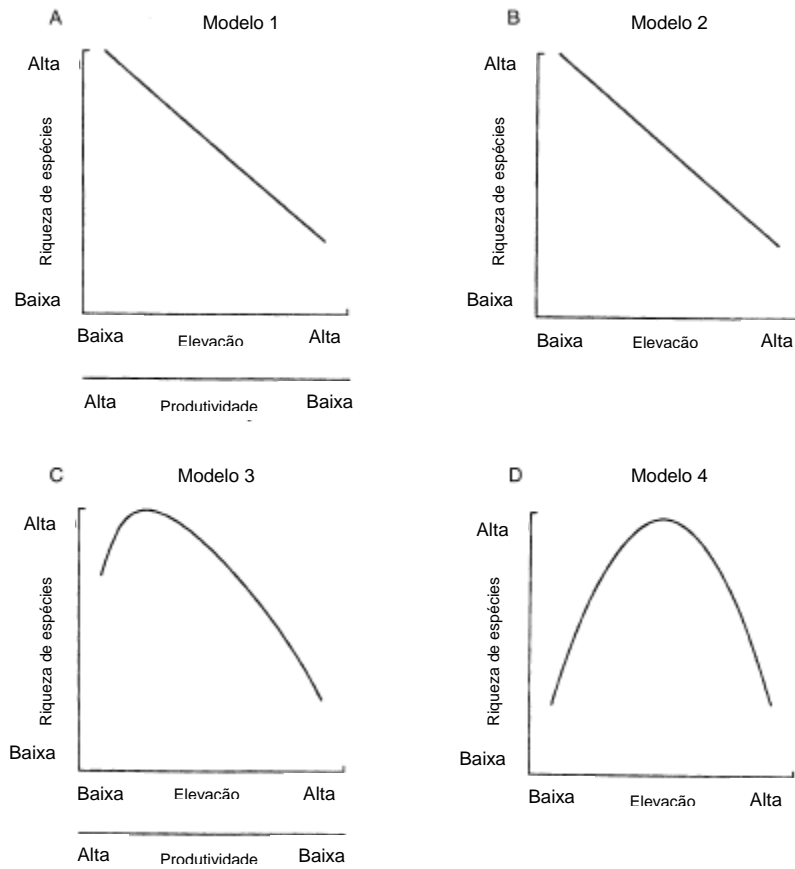 A
Modelo 1
Alta
Riqueza de espécies
Baixa
Baixa Elevação Alta
Alta Produtividade Baixa
B
Modelo 2
Alta
Riqueza de espécies
Baixa
Baixa Elevação Alta
C
Modelo 3
Alta
Riqueza de espécies
Baixa
Baixa Elevação Alta
Alta Produtividade Baixa
D
Modelo 4
Alta
Riqueza de espécies
Baixa
Baixa Elevação Alta